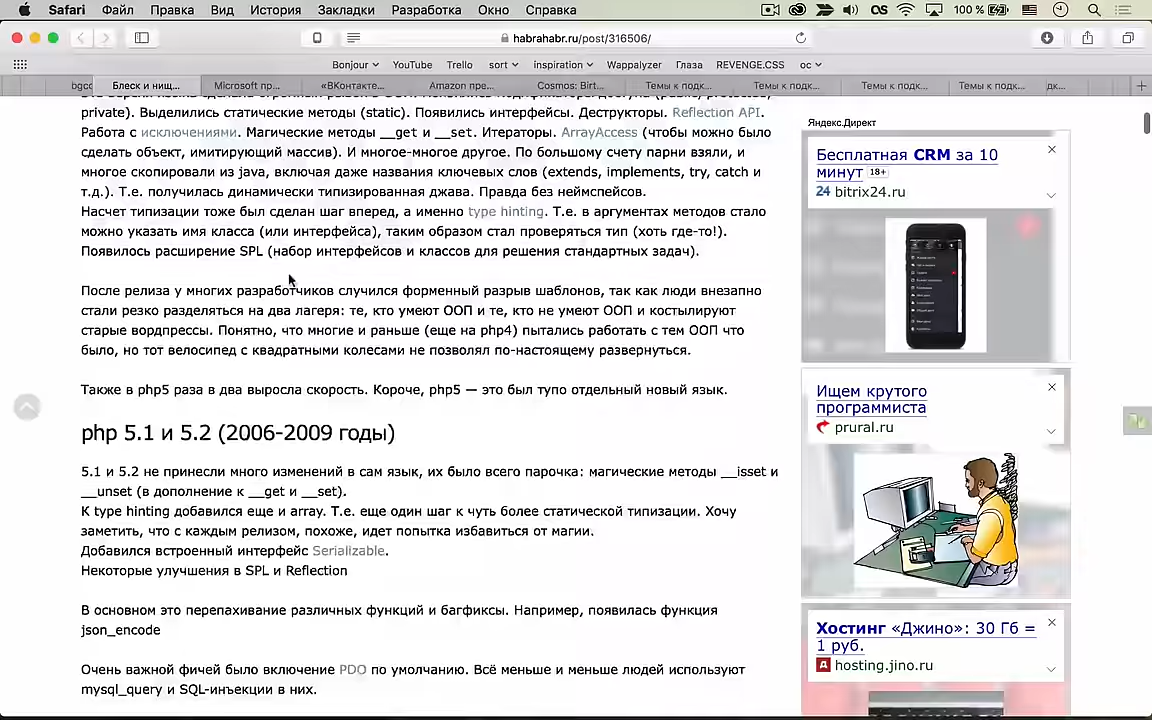 Safari Файл Правка Вид История Закладки Разработка Окно Справка
100 %
habrahabr.ru/post/316506/
Bonjour YouTube Trello sort inspiration Wappalyzer Глаза REVENGE.CSS ос
bgcc Блеск и нищ... Microsoft пр... «ВКонтакте... Amazon пре... Cosmos: Birt... Темы к подк... Темы к подк... Темы к подк... Темы к подк... дк...
private). Выделились статические методы (static). Появились интерфейсы. Деструкторы. Reflection API.
Работа с исключениями. Магические методы __get и __set. Итераторы. ArrayAccess (чтобы можно было
сделать объект, имитирующий массив). И многое-многое другое. По большому счету парни взяли, и
многое скопировали из java, включая даже названия ключевых слов (extends, implements, try, catch и
т.д.). Т.е. получилась динамически типизированная джава. Правда без неймспейсов.
Насчет типизации тоже был сделан шаг вперед, а именно type hinting. Т.е. в аргументах методов стало
можно указать имя класса (или интерфейса), таким образом стал проверяться тип (хоть где-то!).
Появилось расширение SPL (набор интерфейсов и классов для решения стандартных задач).
После релиза у многих разработчиков случился форменный разрыв шаблонов, так как люди внезапно
стали резко разделяться на два лагеря: те, кто умеют ООП и те, кто не умеют ООП и костылируют
старые вордпрессы. Понятно, что многие и раньше (еще на php4) пытались работать с тем ООП что
было, но тот велосипед с квадратными колесами не позволял по-настоящему развернуться.
Также в php5 раза в два выросла скорость. Короче, php5 — это был тупо отдельный новый язык.
php 5.1 и 5.2 (2006-2009 годы)
5.1 и 5.2 не принесли много изменений в сам язык, их было всего парочка: магические методы __isset и
__unset (в дополнение к __get и __set).
К type hinting добавился еще и array. Т.е. еще один шаг к чуть более статической типизации. Хочу
заметить, что с каждым релизом, похоже, идет попытка избавиться от магии.
Добавился встроенный интерфейс Serializable.
Некоторые улучшения в SPL и Reflection
В основном это перепахивание различных функций и багфиксы. Например, появилась функция
json_encode
Очень важной фичей было включение PDO по умолчанию. Всё меньше и меньше людей используют
mysql_query и SQL-инъекции в них.
Яндекс.Директ
Бесплатная CRM за 10
минут 18+
24 bitrix24.ru
Ищем крутого
программиста
prural.ru
Хостинг «Джино»: 30 Гб =
1 руб.
hosting.jino.ru